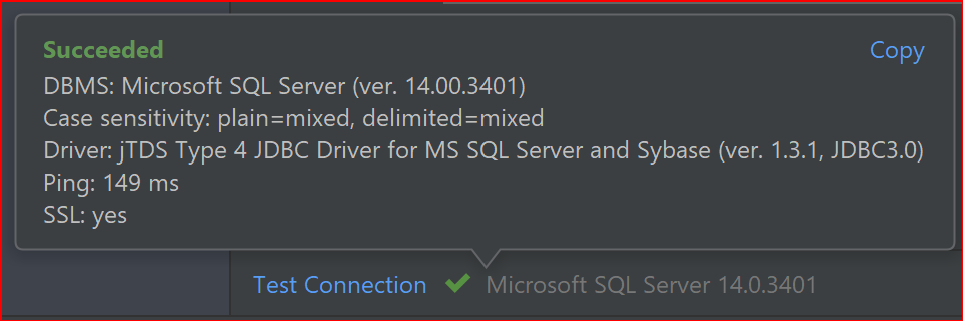 Succeeded Copy
DBMS: Microsoft SQL Server (ver. 14.00.3401)
Case sensitivity: plain=mixed, delimited=mixed
Driver: jTDS Type 4 JDBC Driver for MS SQL Server and Sybase (ver. 1.3.1, JDBC3.0)
Ping: 149 ms
SSL: yes
Test Connection Microsoft SQL Server 14.0.3401